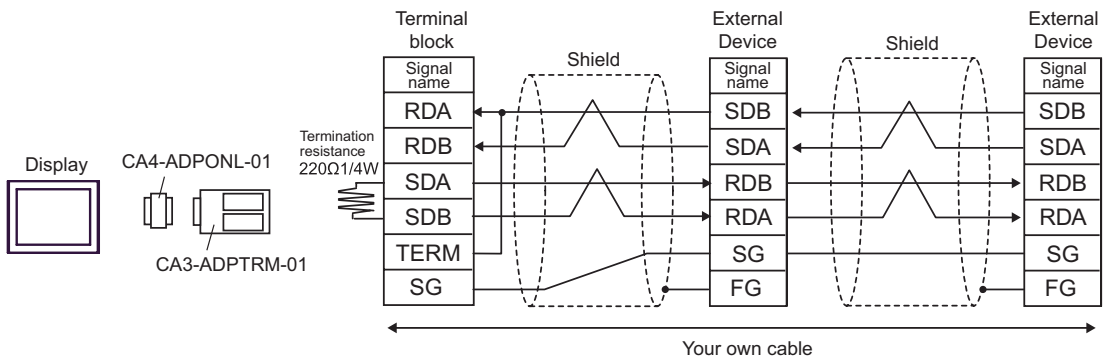 Terminal
block
External
Device
External
Device
Shield
Shield
Signal
name
Signal
name
Signal
name
RDA
SDB
SDB
RDB
SDA
SDA
Termination
resistance
220Ω1/4W
SDA
RDB
RDB
SDB
RDA
RDA
TERM
SG
SG
SG
FG
FG
Display
CA4-ADPONL-01
CA3-ADPTRM-01
Your own cable